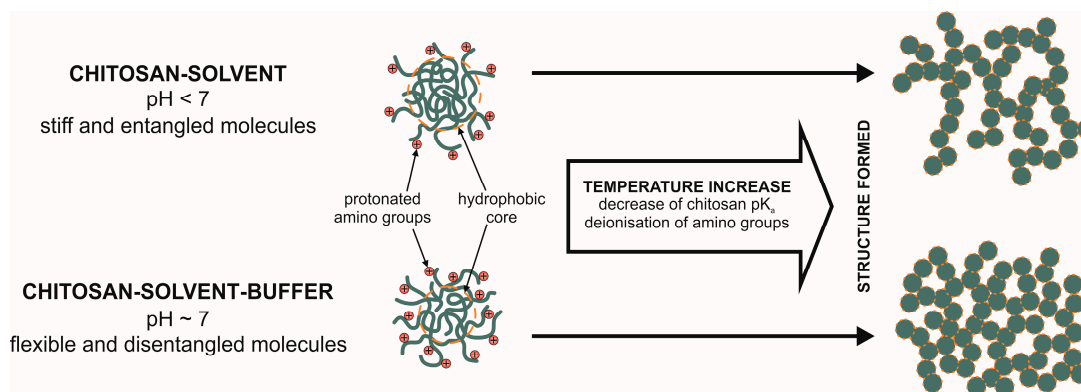 CHITOSAN-SOLVENT
pH < 7
stiff and entangled molecules
protonated
amino groups
hydrophobic
core
TEMPERATURE INCREASE
decrease of chitosan pKₐ
deionisation of amino groups
STRUCTURE FORMED
CHITOSAN-SOLVENT-BUFFER
pH ~ 7
flexible and disentangled molecules